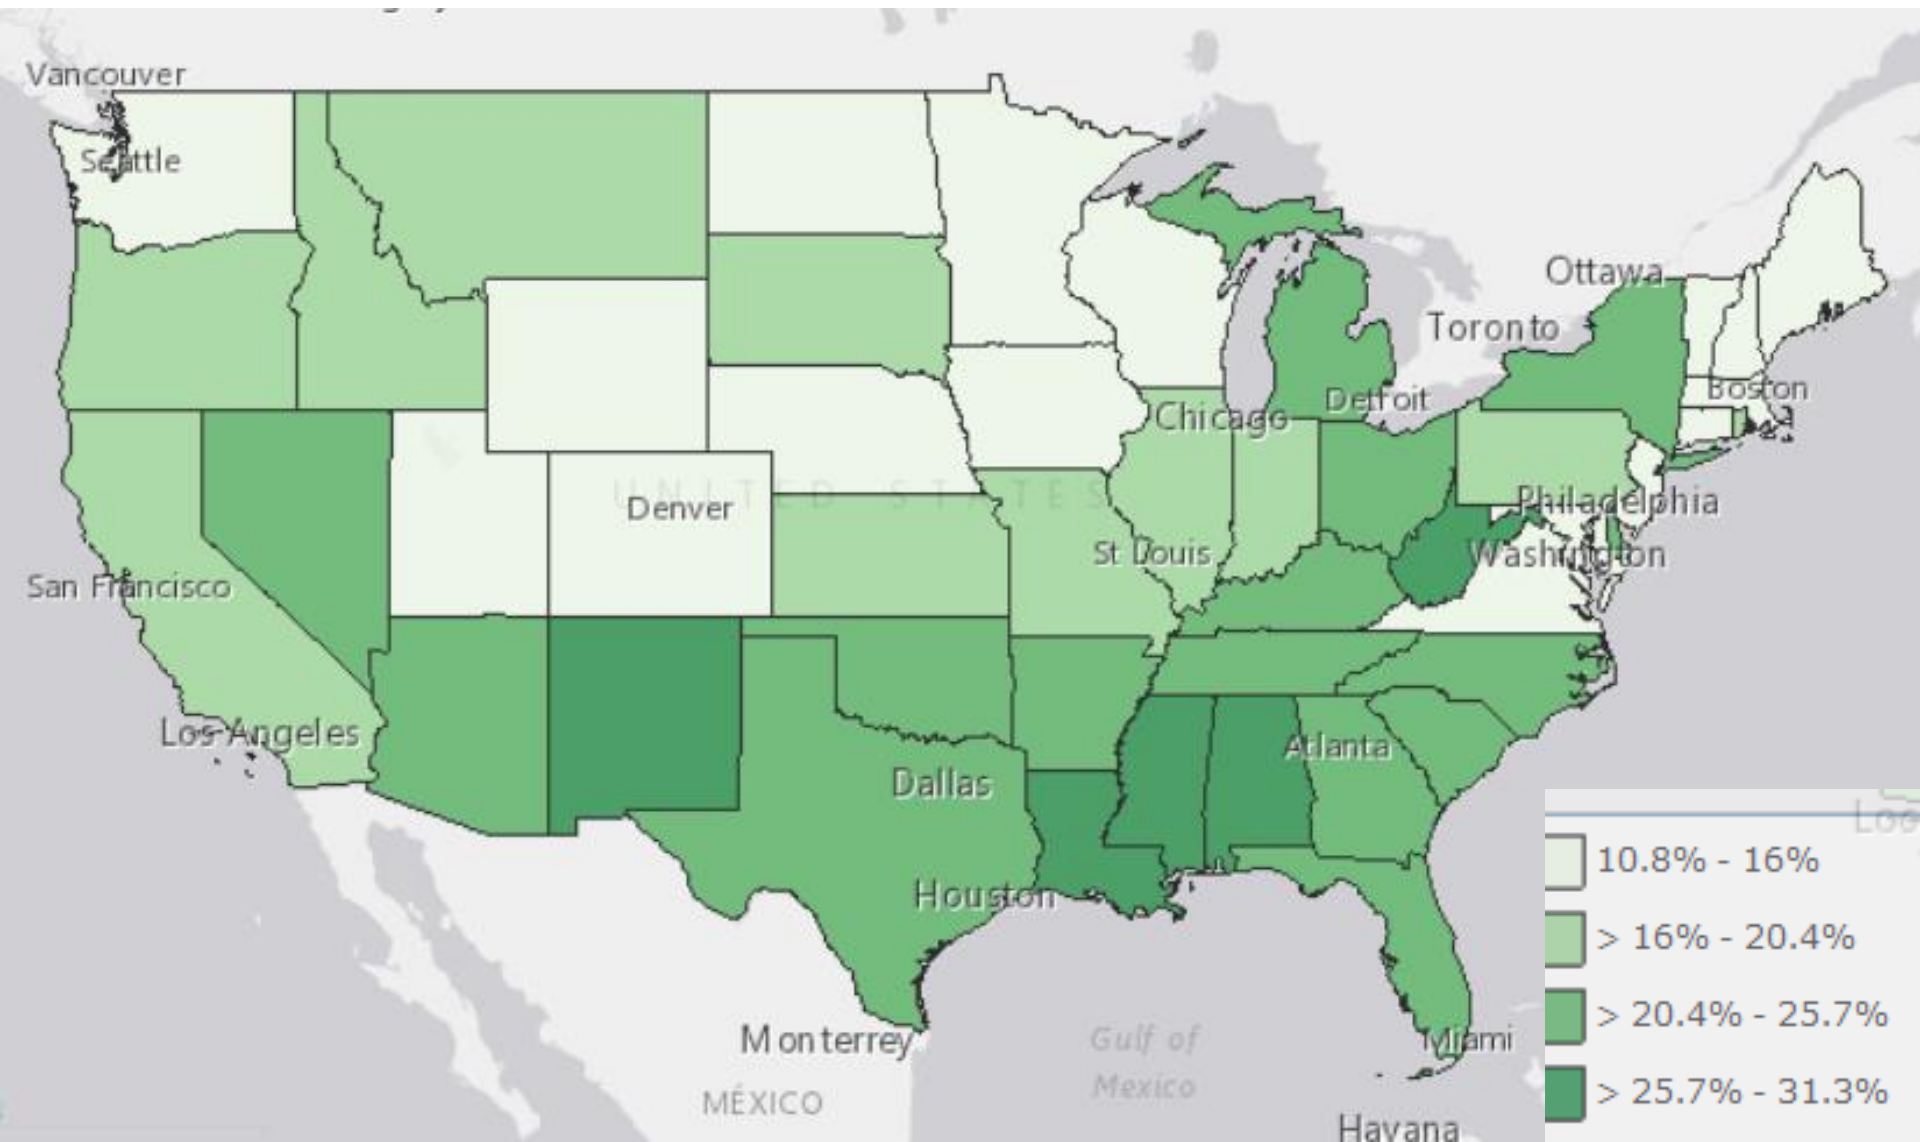 Vancouver
Seattle
Ottawa
Toronto
Boston
Detroit
Chicago
UNITED STATES
Denver
Philadelphia
St Louis
Washington
San Francisco
Los Angeles
Atlanta
Dallas
Houston
Monterrey
Gulf of
Mexico
Miami
MÉXICO
Havana
10.8% - 16%
> 16% - 20.4%
> 20.4% - 25.7%
> 25.7% - 31.3%